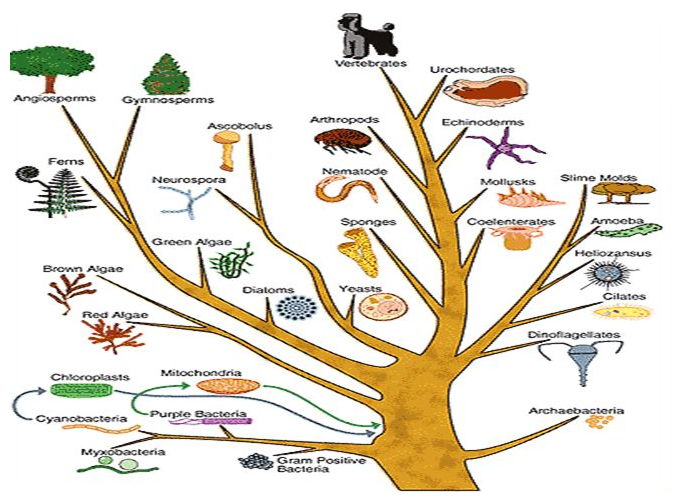 Vertebrates
Urochordates
Angiosperms
Gymnosperms
Ascobolus
Arthropods
Echinoderms
Ferns
Neurospora
Nematode
Mollusks
Slime Molds
Sponges
Coelenterates
Amoeba
Green Algae
Heliozansus
Brown Algae
Diatoms
Yeasts
Cilates
Red Algae
Dinoflagellates
Chloroplasts
Mitochondria
Cyanobacteria
Purple Bacteria
Archaebacteria
Myxobacteria
Gram Positive
Bacteria